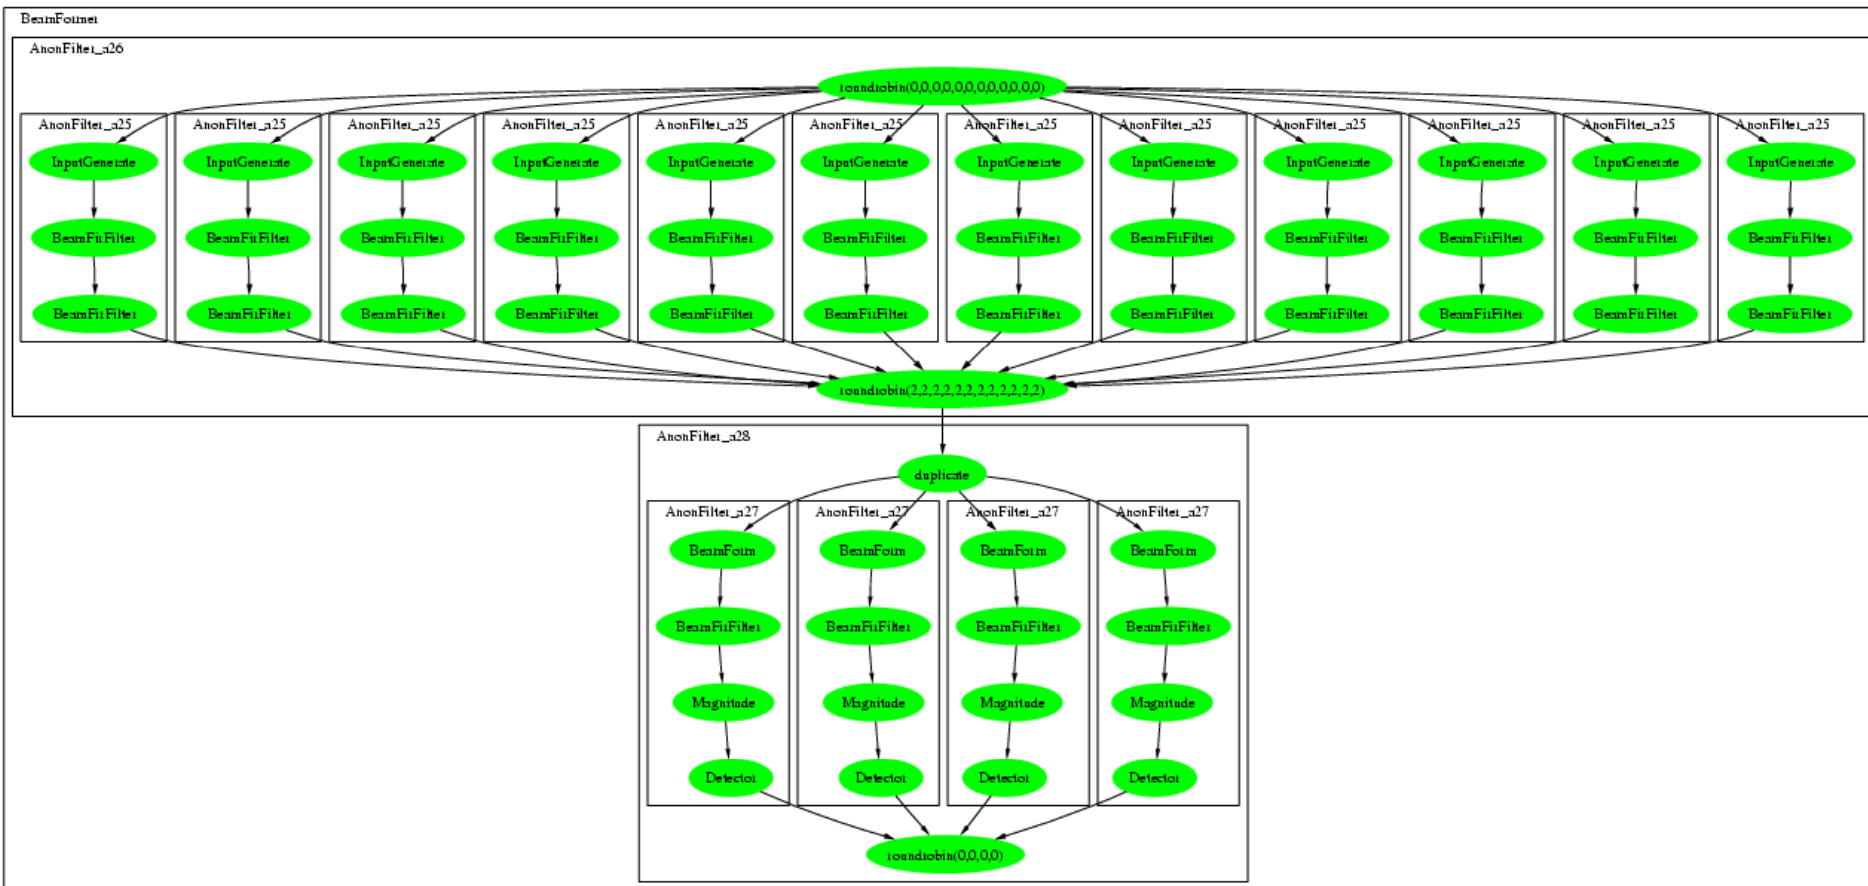 BeamFormer
AnonFilter_a26
roundrobin(0,0,0,0,0,0,0,0,0,0,0,0)
AnonFilter_a25 AnonFilter_a25 AnonFilter_a25 AnonFilter_a25 AnonFilter_a25 AnonFilter_a25 AnonFilter_a25 AnonFilter_a25 AnonFilter_a25 AnonFilter_a25 AnonFilter_a25 AnonFilter_a25
InputGenerate InputGenerate InputGenerate InputGenerate InputGenerate InputGenerate InputGenerate InputGenerate InputGenerate InputGenerate InputGenerate InputGenerate
BeamFirFilter BeamFirFilter BeamFirFilter BeamFirFilter BeamFirFilter BeamFirFilter BeamFirFilter BeamFirFilter BeamFirFilter BeamFirFilter BeamFirFilter BeamFirFilter
BeamFirFilter BeamFirFilter BeamFirFilter BeamFirFilter BeamFirFilter BeamFirFilter BeamFirFilter BeamFirFilter BeamFirFilter BeamFirFilter BeamFirFilter BeamFirFilter
roundrobin(2,2,2,2,2,2,2,2,2,2,2,2)
AnonFilter_a28
duplicate
AnonFilter_a27 AnonFilter_a27 AnonFilter_a27 AnonFilter_a27
BeamForm BeamForm BeamForm BeamForm
BeamFirFilter BeamFirFilter BeamFirFilter BeamFirFilter
Magnitude Magnitude Magnitude Magnitude
Detector Detector Detector Detector
roundrobin(0,0,0,0)